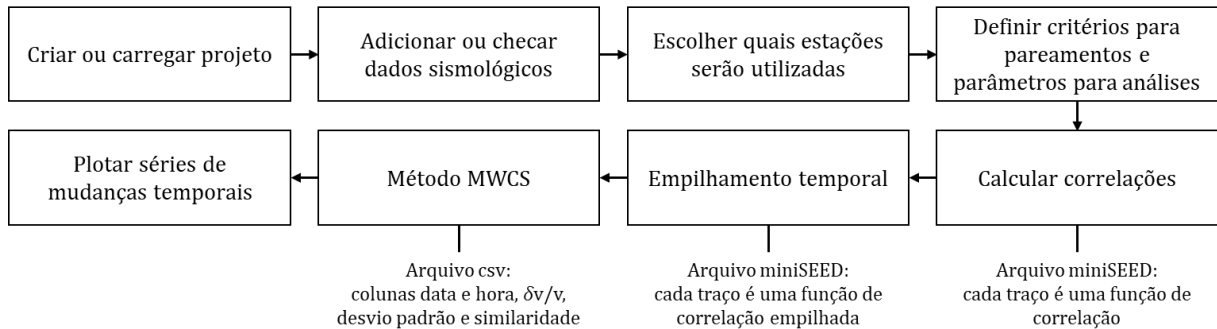 Criar ou carregar projeto
Adicionar ou checar
dados sismológicos
Escolher quais estações
serão utilizadas
Definir critérios para
pareamentos e
parâmetros para análises
Calcular correlações
Arquivo miniSEED:
cada traço é uma função de
correlação
Empilhamento temporal
Arquivo miniSEED:
cada traço é uma função de
correlação empilhada
Método MWCS
Arquivo csv:
colunas data e hora, δv/v,
desvio padrão e similaridade
Plotar séries de
mudanças temporais